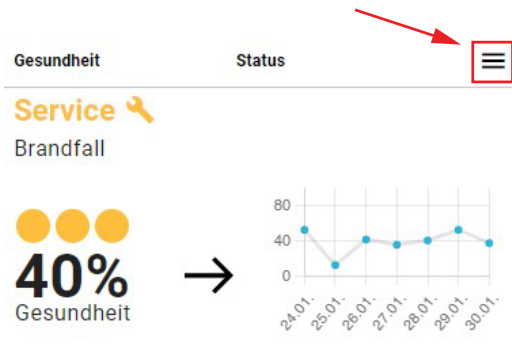 Gesundheit Status
Service
Brandfall
40%
Gesundheit
80
40
0
24.01. 25.01. 26.01. 27.01. 28.01. 29.01. 30.01.